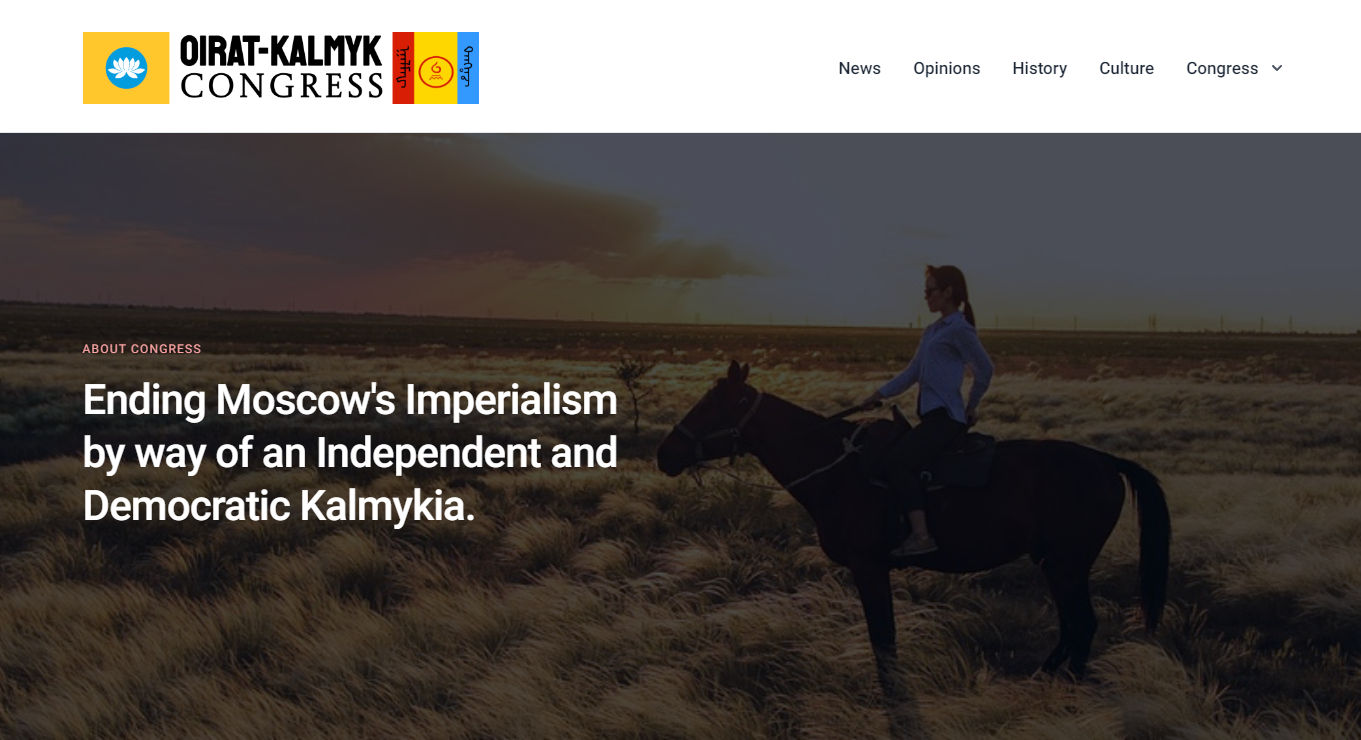 OIRAT-KALMYK
CONGRESS
News
Opinions
History
Culture
Congress
ABOUT CONGRESS
Ending Moscow's Imperialism
by way of an Independent and
Democratic Kalmykia.